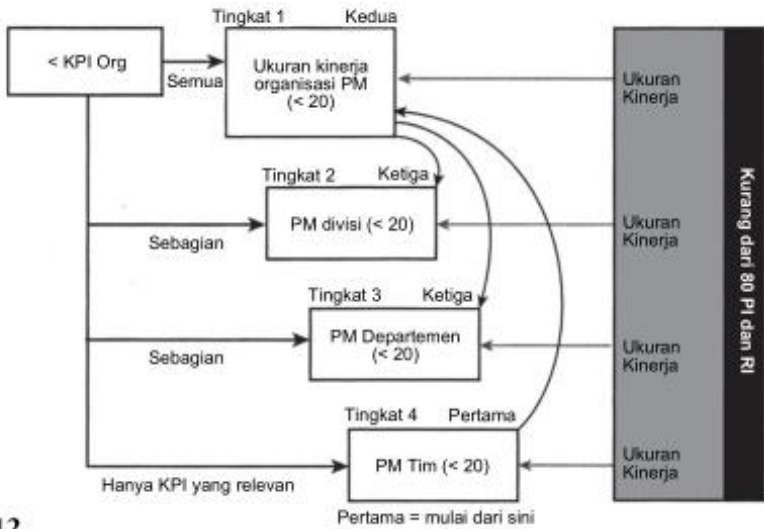 Tingkat 1 Kedua
< KPI Org
Semua
Ukuran kinerja
organisasi PM
(< 20)
Ukuran
Kinerja
Tingkat 2 Ketiga
PM divisi (< 20)
Sebagian
Ukuran
Kinerja
Tingkat 3 Ketiga
PM Departemen
(< 20)
Sebagian
Ukuran
Kinerja
Tingkat 4 Pertama
PM Tim (< 20)
Hanya KPI yang relevan
Ukuran
Kinerja
Pertama = mulai dari sini
Kurang dari 80 PI dan RI